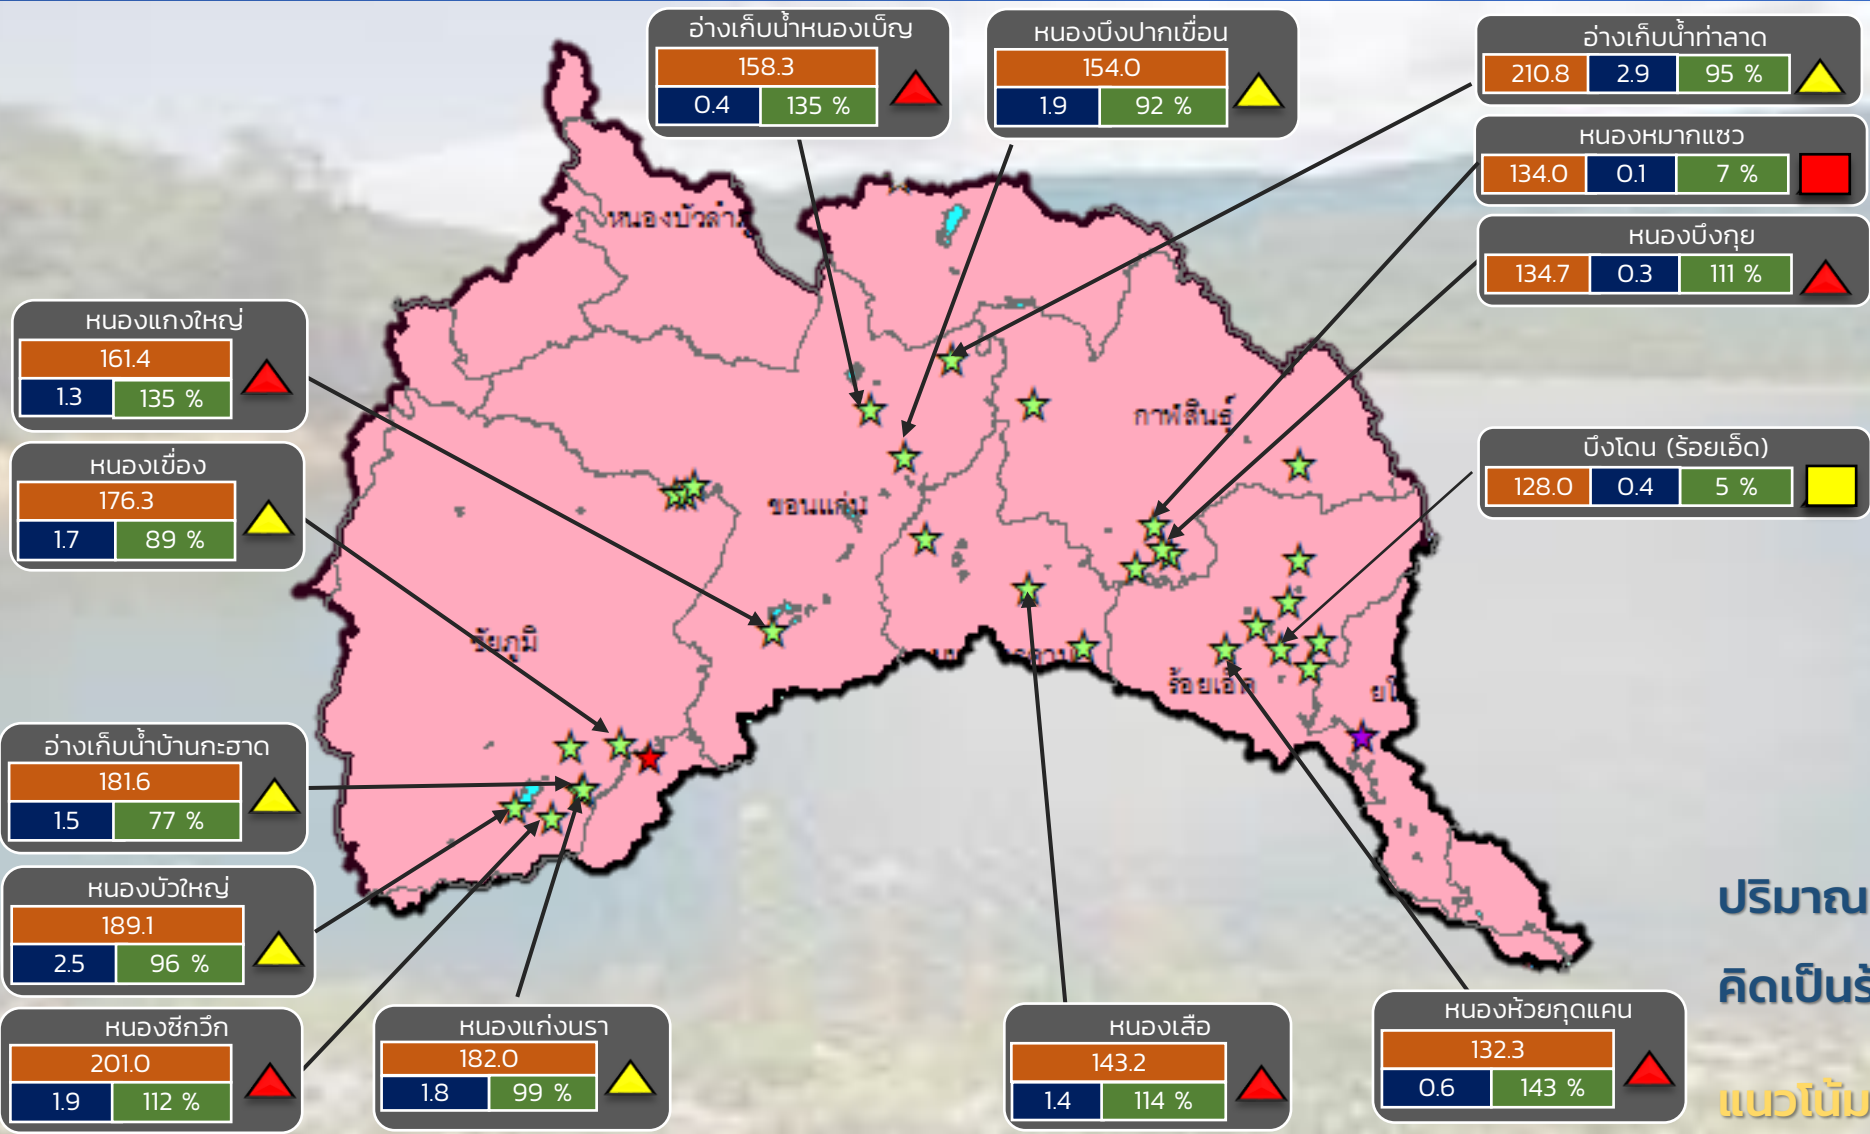 อ่างเก็บน้ำหนองเบ็ญ
158.3
0.4 135 %
หนองบึงปากเขื่อน
154.0
1.9 92 %
อ่างเก็บน้ำท่าลาด
210.8 2.9 95 %
หนองหมากแซว
134.0 0.1 7 %
หนองบึงกุย
134.7 0.3 111 %
หนองแกงใหญ่
161.4
1.3 135 %
หนองเขื่อง
176.3
1.7 89 %
บึงโดน (ร้อยเอ็ด)
128.0 0.4 5 %
กาฬสินธุ์
ขอนแก่น
ชัยภูมิ
ร้อยเอ็ด
อ่างเก็บน้ำบ้านกะฮาด
181.6
1.5 77 %
หนองบัวใหญ่
189.1
2.5 96 %
หนองซีกวึก
201.0
1.9 112 %
หนองแก่งนรา
182.0
1.8 99 %
หนองเสือ
143.2
1.4 114 %
หนองห้วยกุดแคน
132.3
0.6 143 %
ปริมาณ
คิดเป็นร้
แนวโน้ม